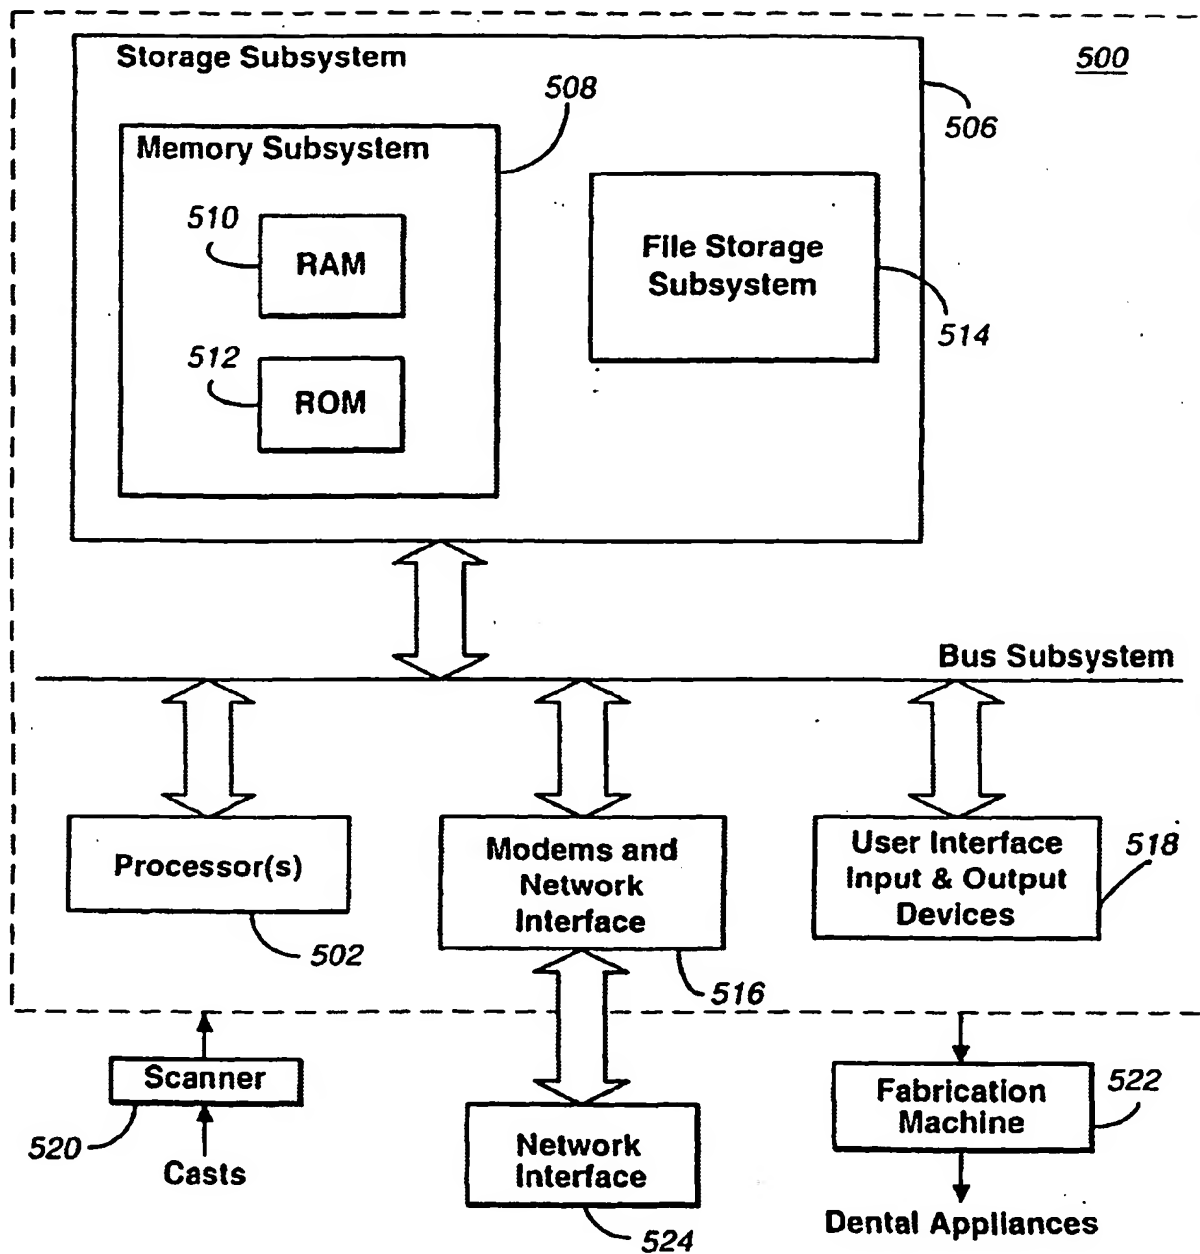 Storage Subsystem
500
508
506
Memory Subsystem
510
RAM
File Storage
Subsystem
514
512
ROM
Bus Subsystem
Processor(s)
502
Modems and
Network
Interface
516
User Interface
Input & Output
Devices
518
Scanner
520
Casts
Network
Interface
524
Fabrication
Machine
522
Dental Appliances